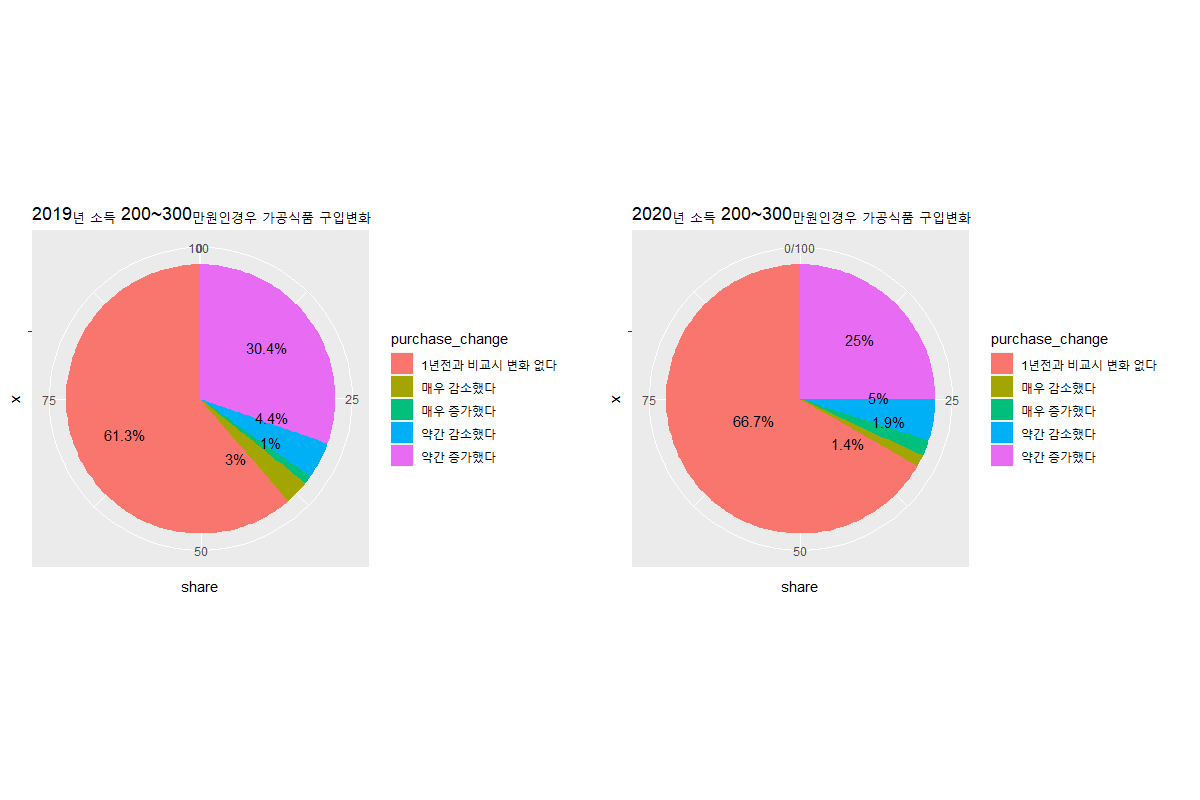 2019년 소득 200~300만원인경우 가공식품 구입변화
100
0
25
50
75
30.4%
4.4%
1%
3%
61.3%
x
share
purchase_change
1년전과 비교시 변화 없다
매우 감소했다
매우 증가했다
약간 감소했다
약간 증가했다
2020년 소득 200~300만원인경우 가공식품 구입변화
0/100
25
50
75
25%
5%
1.9%
1.4%
66.7%
x
share
purchase_change
1년전과 비교시 변화 없다
매우 감소했다
매우 증가했다
약간 감소했다
약간 증가했다